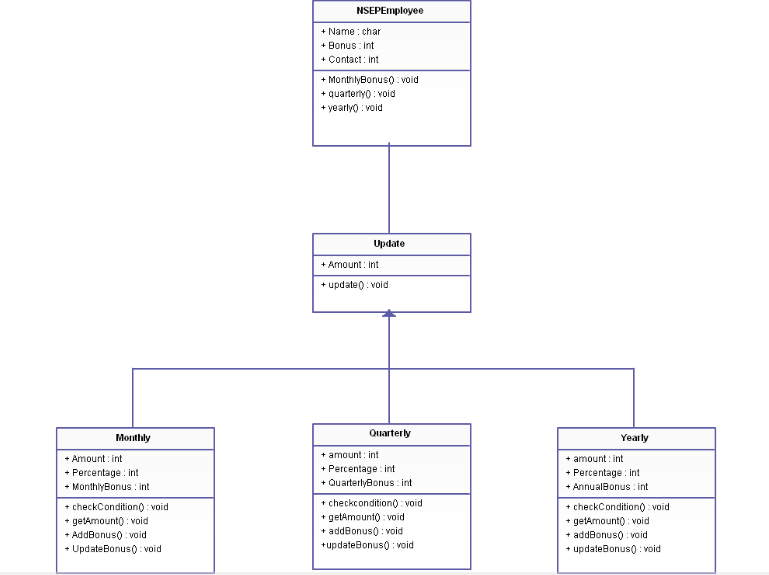 NSEPEmployee
+ Name : char
+ Bonus : int
+ Contact : int
+ MonthlyBonus() : void
+ quarterly() : void
+ yearly() : void
Update
+ Amount : int
+ update() : void
Monthly
+ Amount : int
+ Percentage : int
+ MonthlyBonus : int
+ checkCondition() : void
+ getAmount() : void
+ AddBonus() : void
+ UpdateBonus() : void
Quarterly
+ amount : int
+ Percentage : int
+ QuarterlyBonus : int
+ checkcondition() : void
+ getAmount() : void
+ addBonus() : void
+updateBonus() : void
Yearly
+ amount : int
+ Percentage : int
+ AnnualBonus : int
+ checkCondition() : void
+ getAmount() : void
+ addBonus() : void
+ updateBonus() : void